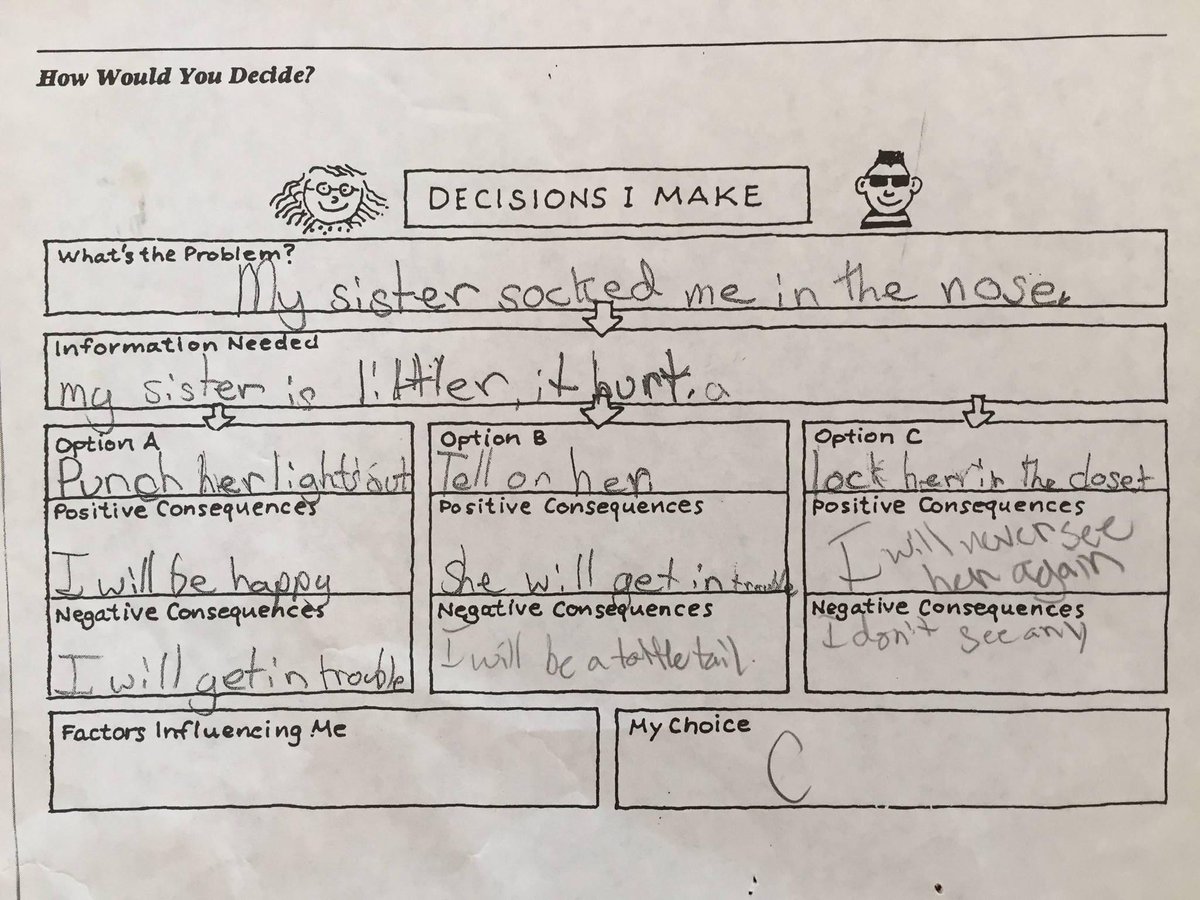 How Would You Decide?
DECISIONS I MAKE
What's the Problem?
My sister socked me in the nose.
Information Needed
my sister is littler, it hurt. a
Option A
Punch her lights out
Positive Consequences
I will be happy
Negative Consequences
I will get in trouble
Option B
Tell on her
Positive Consequences
She will get in trouble
Negative Consequences
I will be a tattle tail.
Option C
lock her in the closet
Positive Consequences
I will never see
her again
Negative Consequences
I don't see any
Factors Influencing Me
My Choice
C